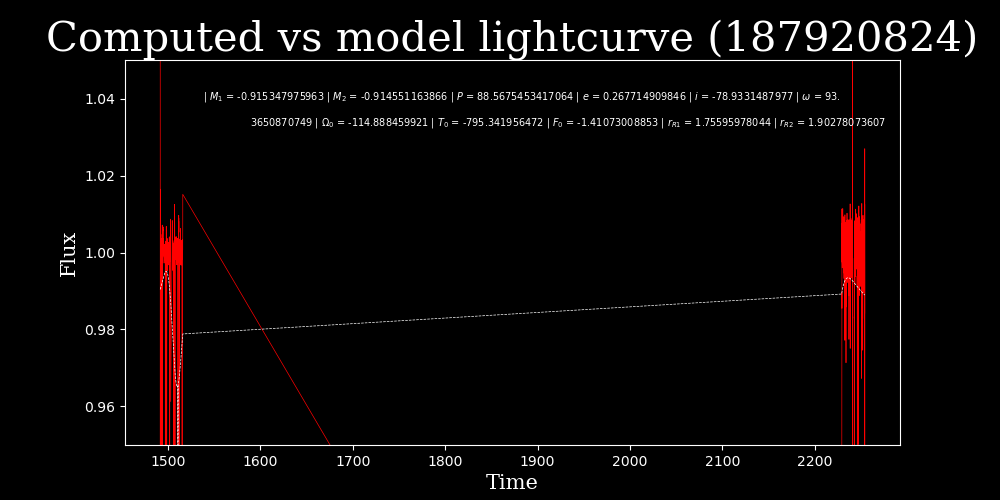 Computed vs model lightcurve (187920824)
| M₁ = -0.915347975963 | M₂ = -0.914551163866 | P = 88.5675453417064 | e = 0.267714909846 | i = -78.9331487977 | ω = 93.
3650870749 | Ω₀ = -114.888459921 | T₀ = -795.341956472 | F₀ = -1.41073008853 | r_R1 = 1.75595978044 | r_R2 = 1.90278073607
1.04
1.02
1.00
0.98
0.96
Flux
1500 1600 1700 1800 1900 2000 2100 2200
Time